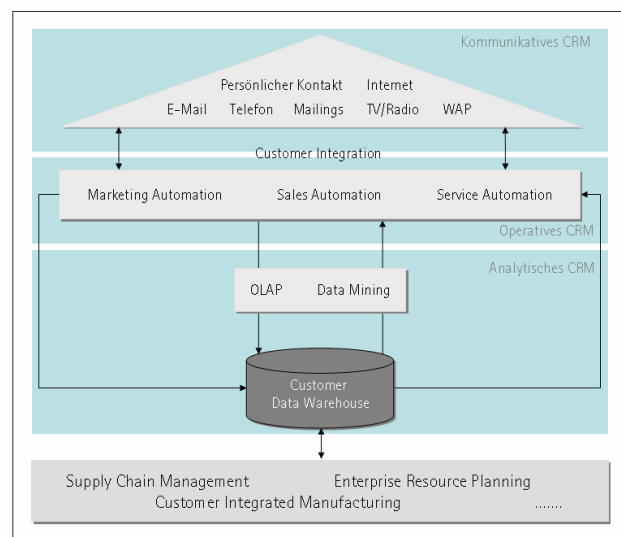 Kommunikatives CRM
Persönlicher Kontakt Internet
E-Mail Telefon Mailings TV/Radio WAP
Customer Integration
Marketing Automation Sales Automation Service Automation
Operatives CRM
Analytisches CRM
OLAP Data Mining
Customer
Data Warehouse
Supply Chain Management Enterprise Resource Planning
Customer Integrated Manufacturing .......